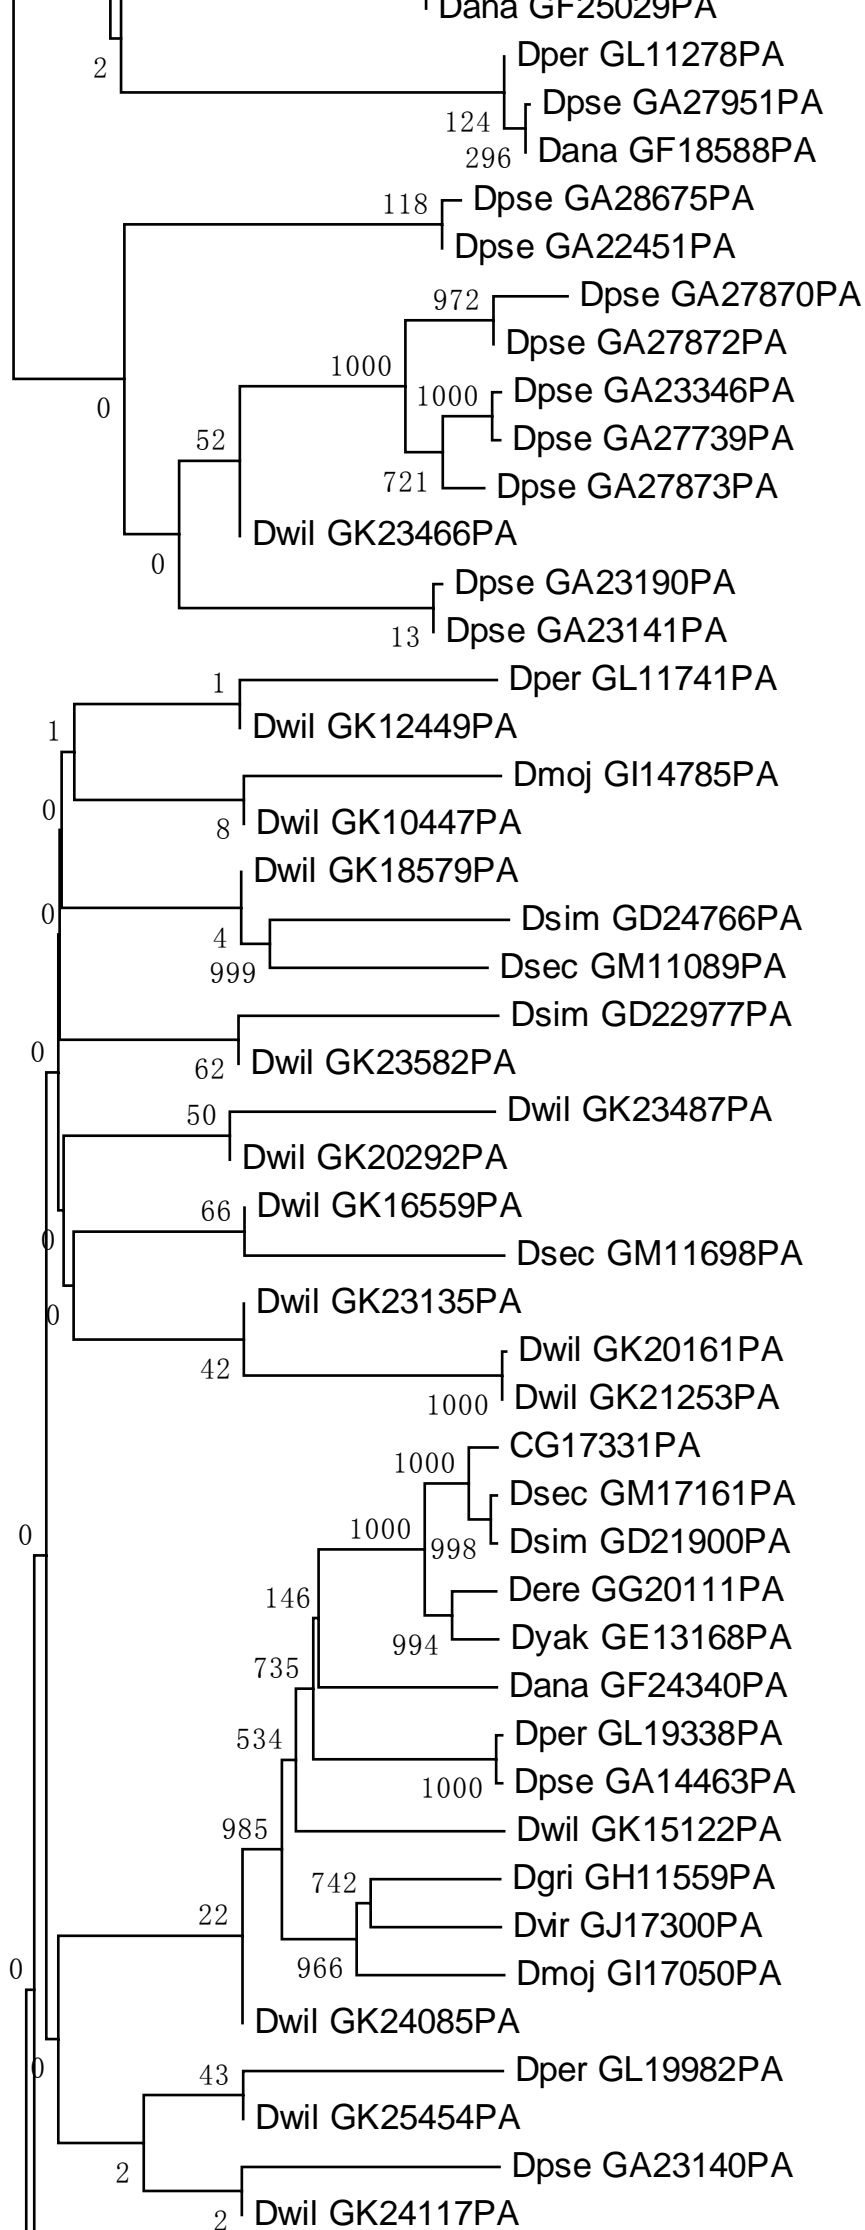 Dana GF25029PA
Dper GL11278PA
2
Dpse GA27951PA
124
Dana GF18588PA
296
Dpse GA28675PA
118
Dpse GA22451PA
Dpse GA27870PA
972
Dpse GA27872PA
1000
Dpse GA23346PA
1000
0
Dpse GA27739PA
52
Dpse GA27873PA
721
Dwil GK23466PA
0
Dpse GA23190PA
Dpse GA23141PA
13
Dper GL11741PA
1
Dwil GK12449PA
1
Dmoj GI14785PA
0
Dwil GK10447PA
8
Dwil GK18579PA
0
Dsim GD24766PA
4
Dsec GM11089PA
999
Dsim GD22977PA
0
Dwil GK23582PA
62
Dwil GK23487PA
50
Dwil GK20292PA
Dwil GK16559PA
66
0
Dsec GM11698PA
Dwil GK23135PA
0
Dwil GK20161PA
42
Dwil GK21253PA
1000
CG17331PA
1000
Dsec GM17161PA
1000
0
Dsim GD21900PA
998
Dere GG20111PA
146
Dyak GE13168PA
994
735
Dana GF24340PA
Dper GL19338PA
534
Dpse GA14463PA
1000
Dwil GK15122PA
985
Dgri GH11559PA
742
22
Dvir GJ17300PA
0
966
Dmoj GI17050PA
Dwil GK24085PA
0
Dper GL19982PA
43
Dwil GK25454PA
Dpse GA23140PA
2
Dwil GK24117PA
2